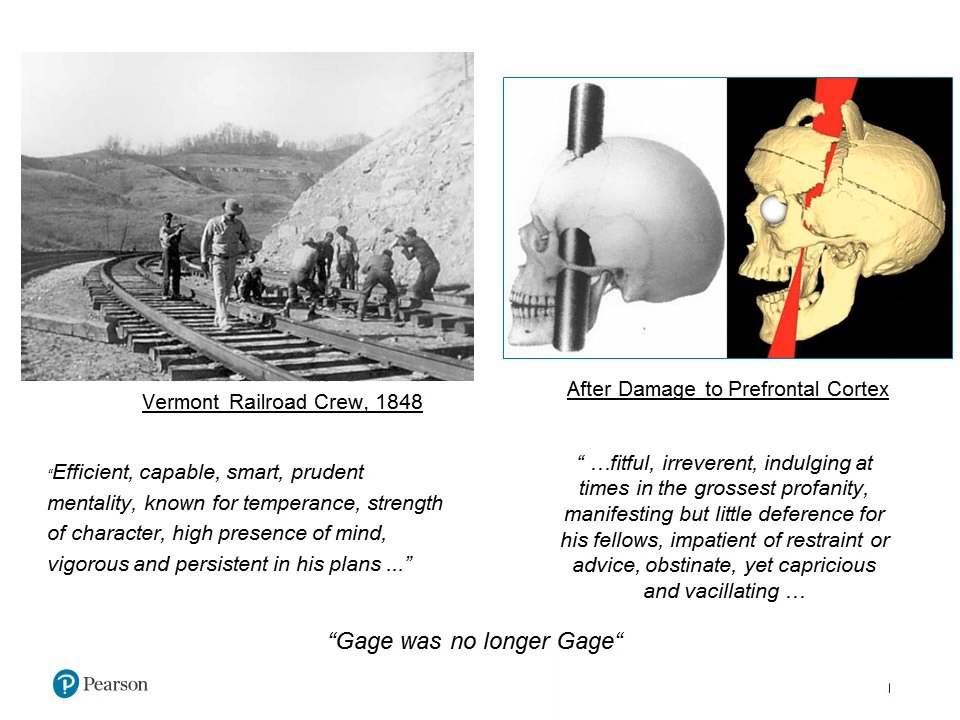 Vermont Railroad Crew, 1848
“Efficient, capable, smart, prudent
mentality, known for temperance, strength
of character, high presence of mind,
vigorous and persistent in his plans ...”
After Damage to Prefrontal Cortex
“ …fitful, irreverent, indulging at
times in the grossest profanity,
manifesting but little deference for
his fellows, impatient of restraint or
advice, obstinate, yet capricious
and vacillating …
“Gage was no longer Gage“
P Pearson
|